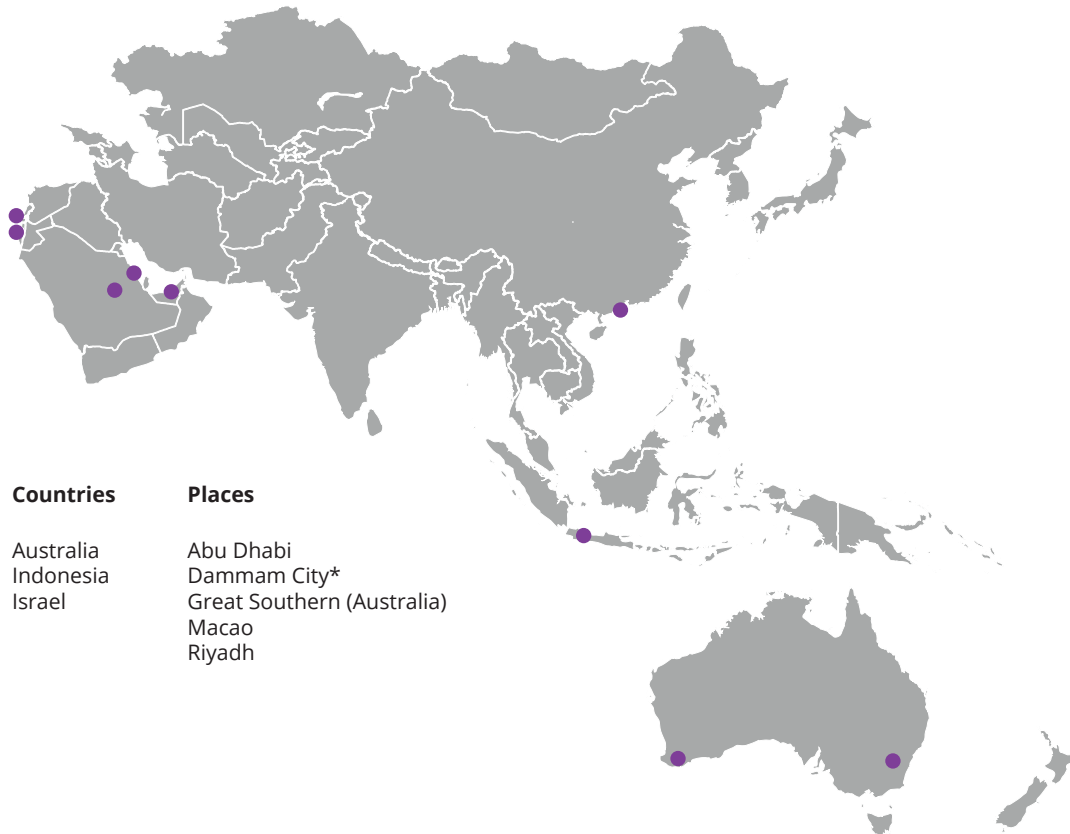 Countries
Australia
Indonesia
Israel
Places
Abu Dhabi
Dammam City*
Great Southern (Australia)
Macao
Riyadh